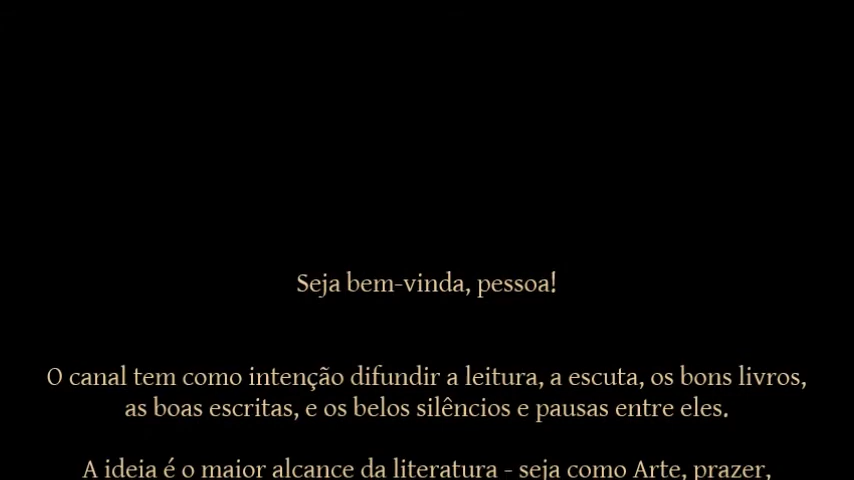 Seja bem-vinda, pessoa!
O canal tem como intenção difundir a leitura, a escuta, os bons livros,
as boas escritas, e os belos silêncios e pausas entre eles.
A ideia é o maior alcance da literatura - seja como Arte, prazer,